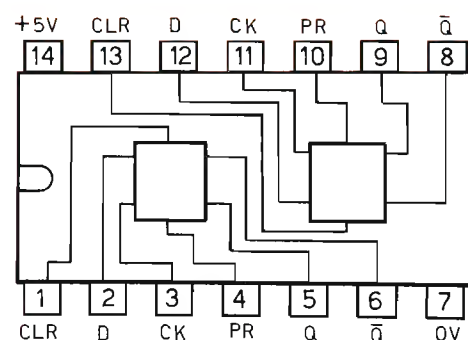 +5V CLR D CK PR Q Q̅
14 13 12 11 10 9 8
1 2 3 4 5 6 7
CLR D CK PR Q Q̅ 0V